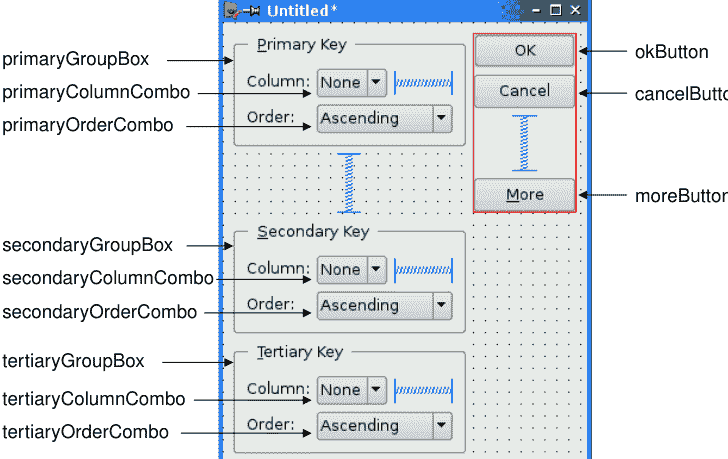 Untitled*
Primary Key
primaryGroupBox
OK
okButton
Column:
None
primaryColumnCombo
Cancel
cancelButto
Order:
Ascending
primaryOrderCombo
More
moreButton
Secondary Key
secondaryGroupBox
Column:
None
secondaryColumnCombo
Order:
Ascending
secondaryOrderCombo
Tertiary Key
tertiaryGroupBox
Column:
None
tertiaryColumnCombo
Order:
Ascending
tertiaryOrderCombo